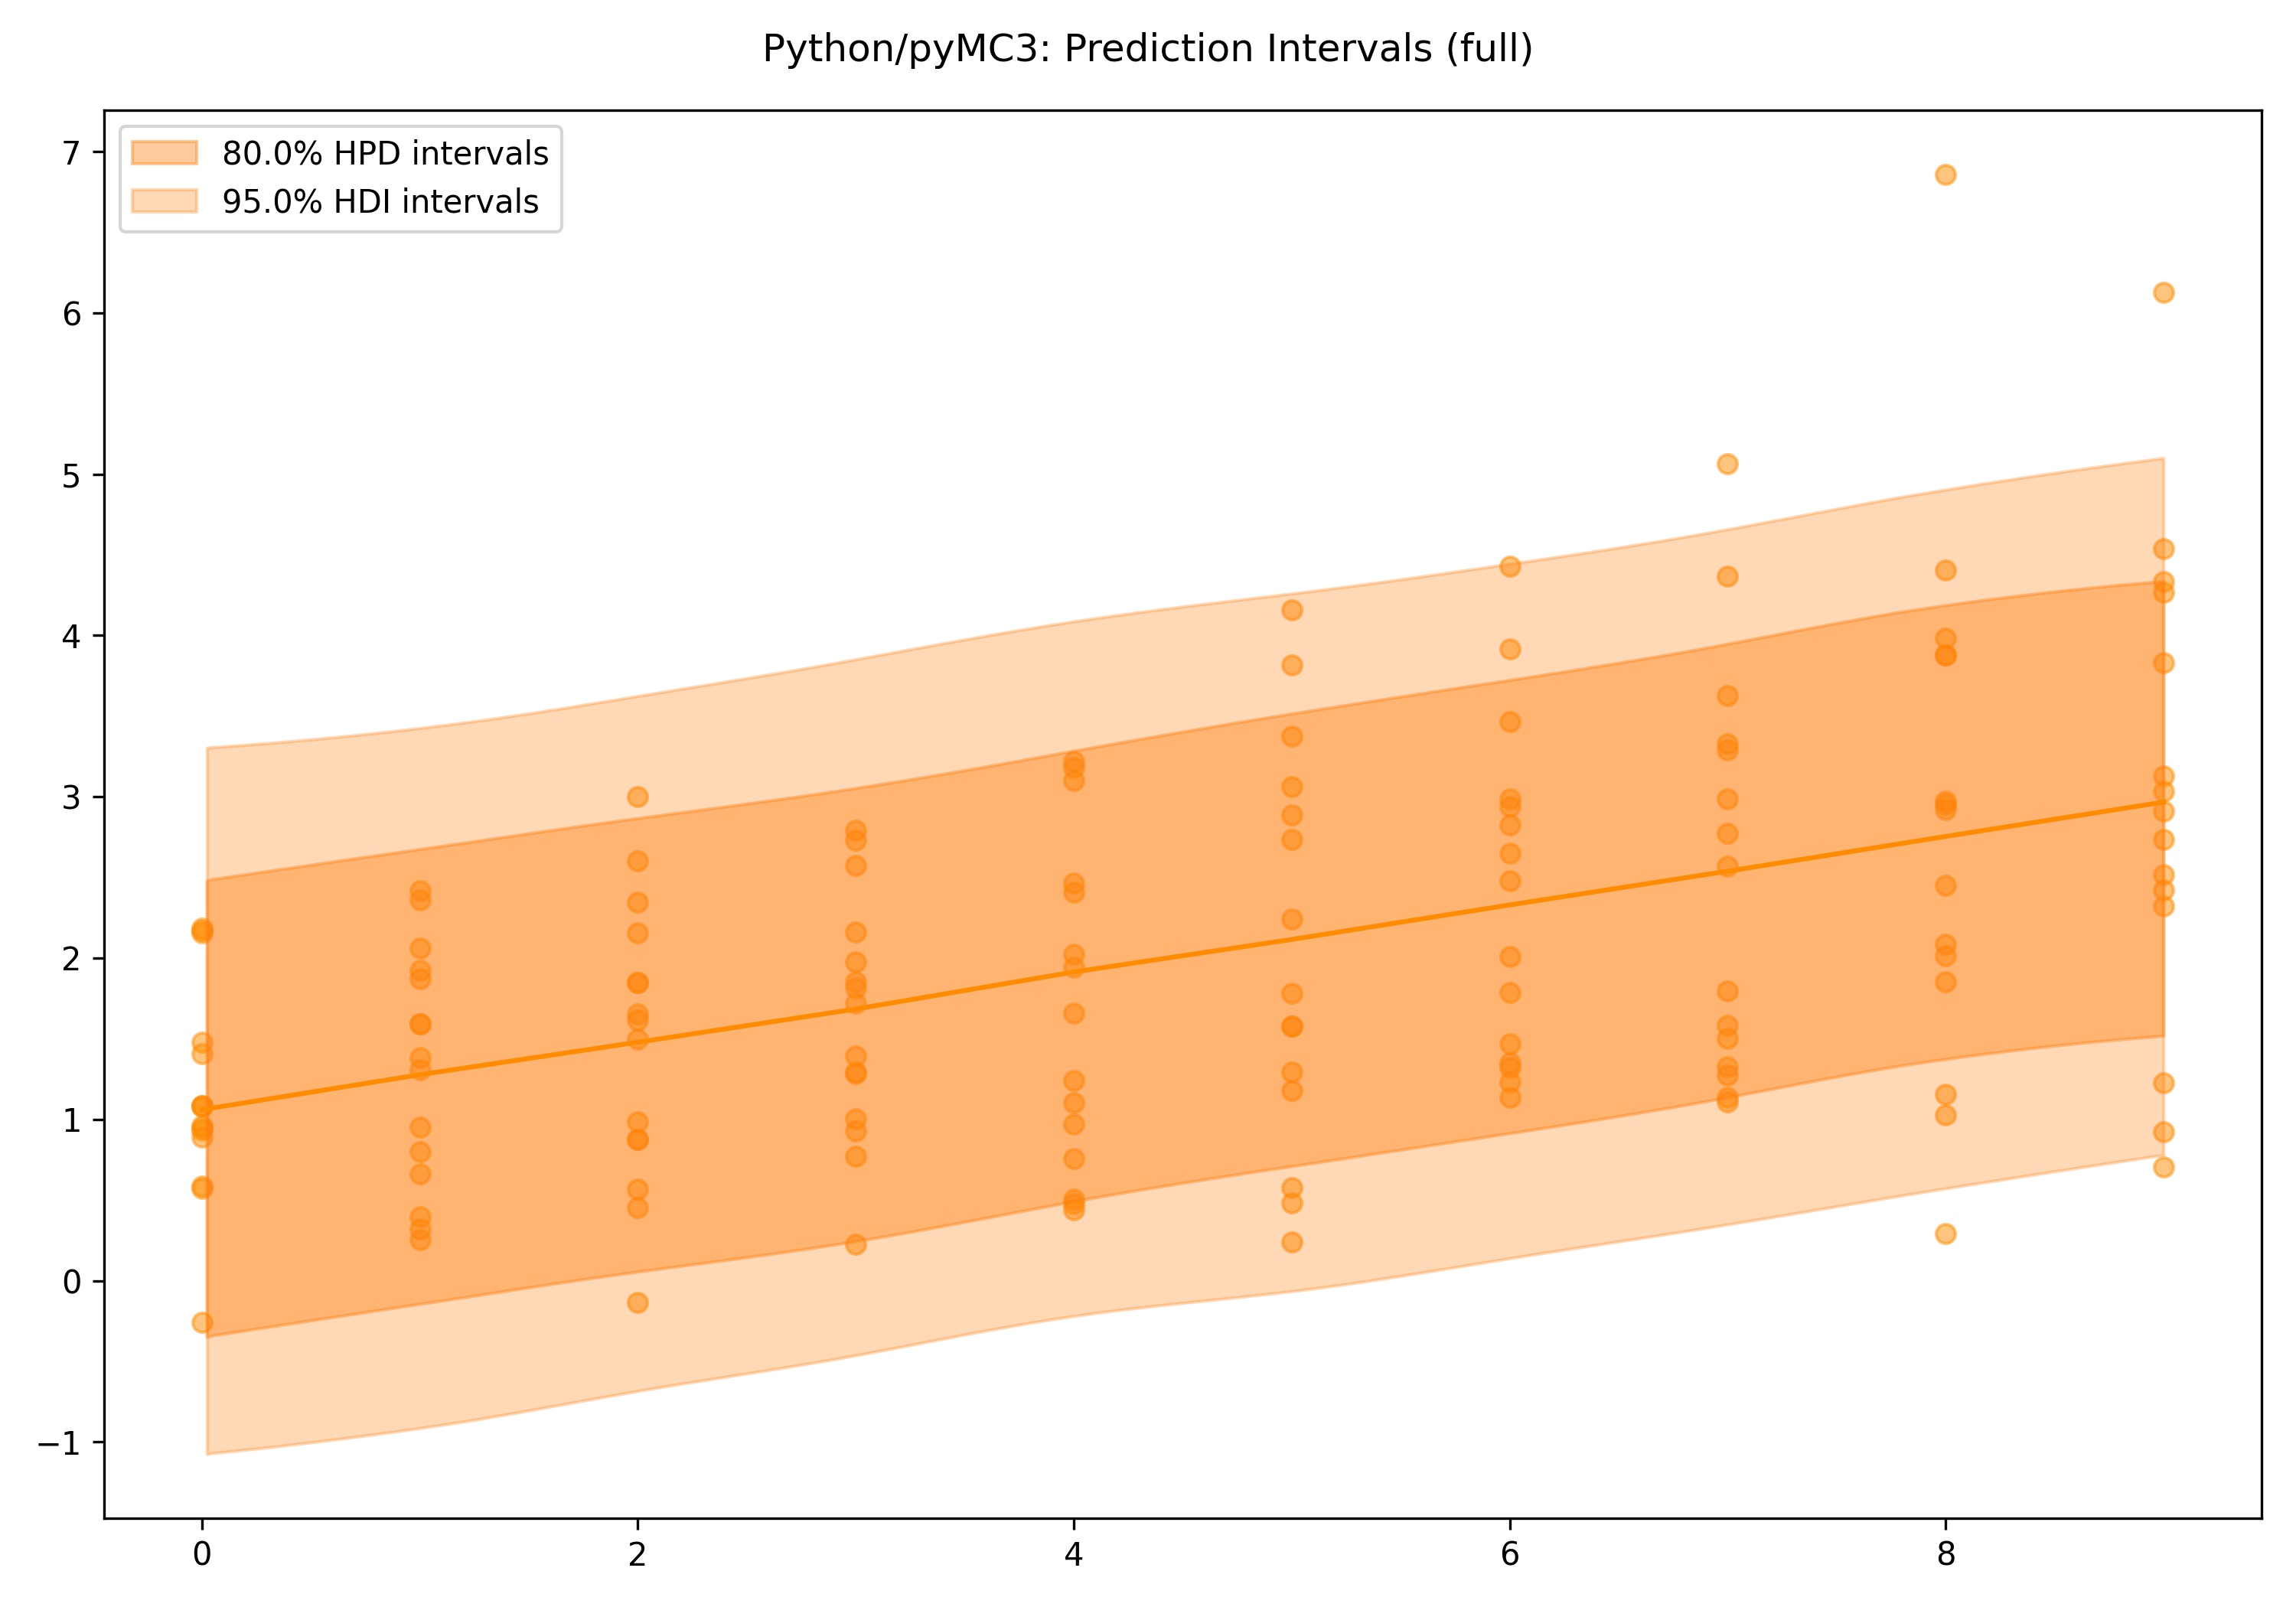 Python/pyMC3: Prediction Intervals (full)
80.0% HPD intervals
95.0% HDI intervals
7
6
5
4
3
2
1
0
−1
0 2 4 6 8